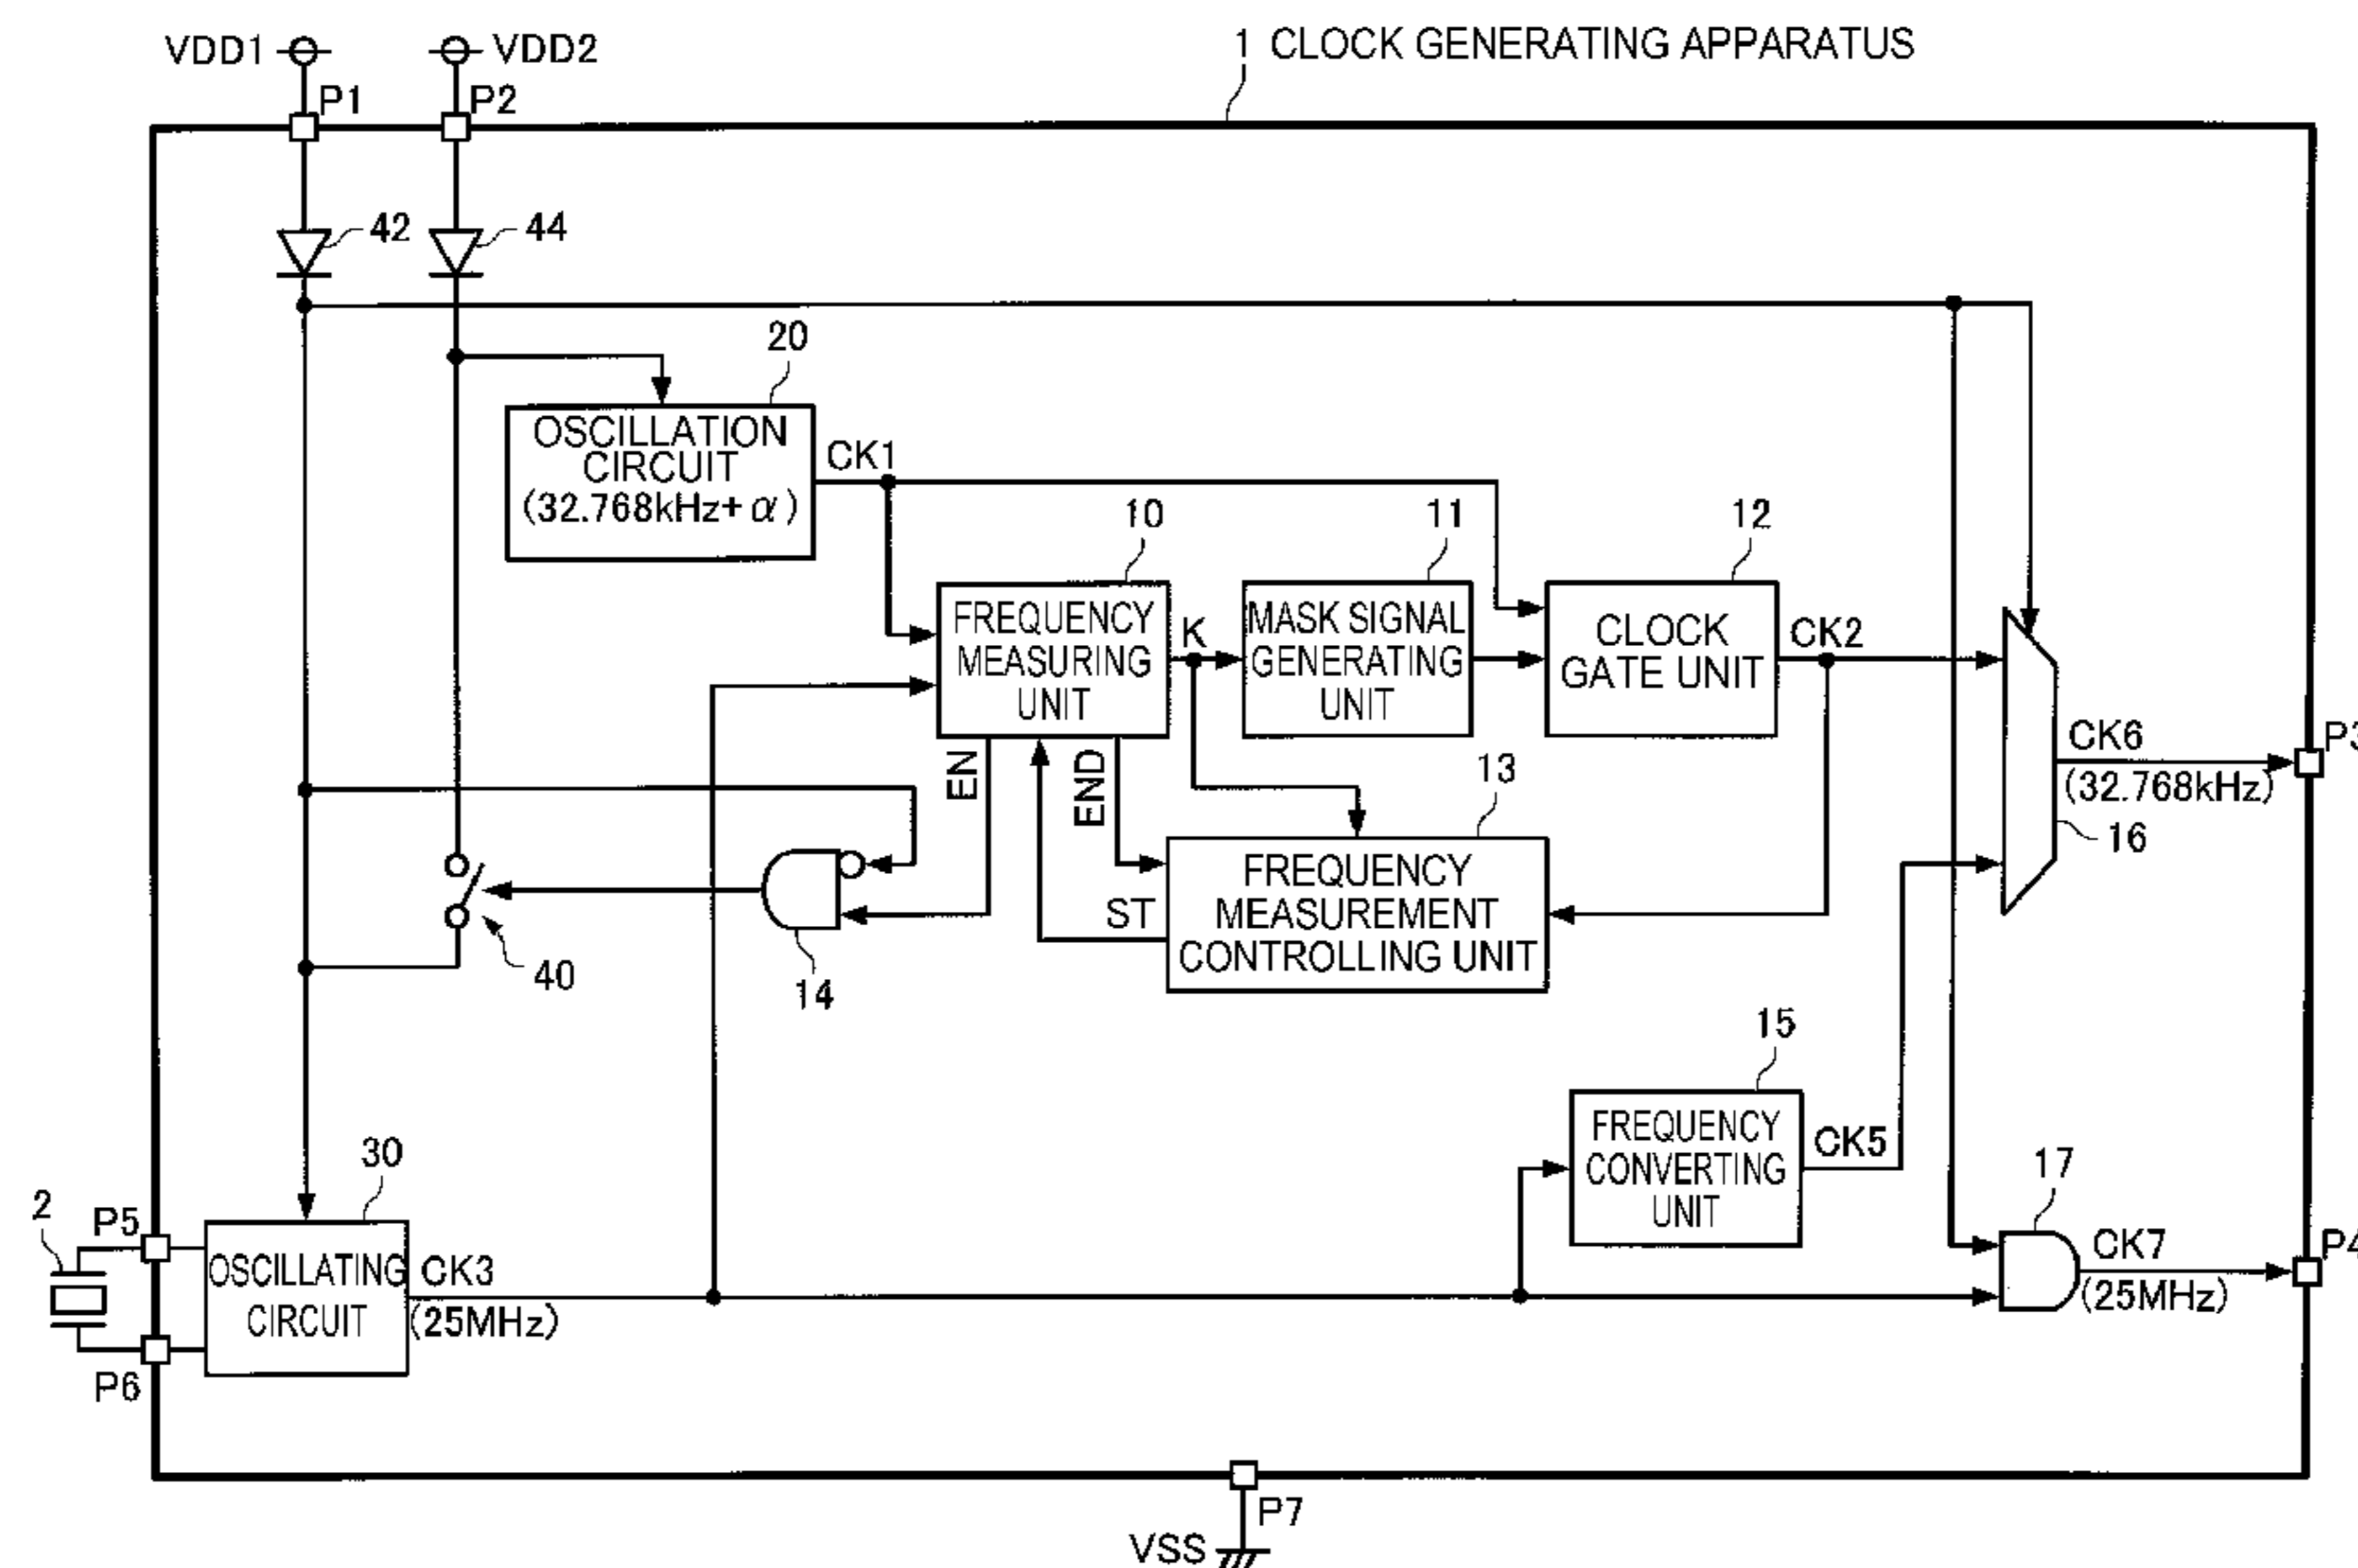 VDD1
VDD2
1 CLOCK GENERATING APPARATUS
P1
P2
42
44
20
OSCILLATION
CIRCUIT
(32.768kHz+α)
CK1
10
FREQUENCY
MEASURING
UNIT
K
11
MASK SIGNAL
GENERATING
UNIT
12
CLOCK
GATE UNIT
CK2
CK6
(32.768kHz)
P3
16
EN
END
ST
13
FREQUENCY
MEASUREMENT
CONTROLLING UNIT
40
14
15
FREQUENCY
CONVERTING
UNIT
CK5
17
CK7
(25MHz)
P4
2
P5
P6
30
OSCILLATING
CIRCUIT
CK3
(25MHz)
P7
VSS